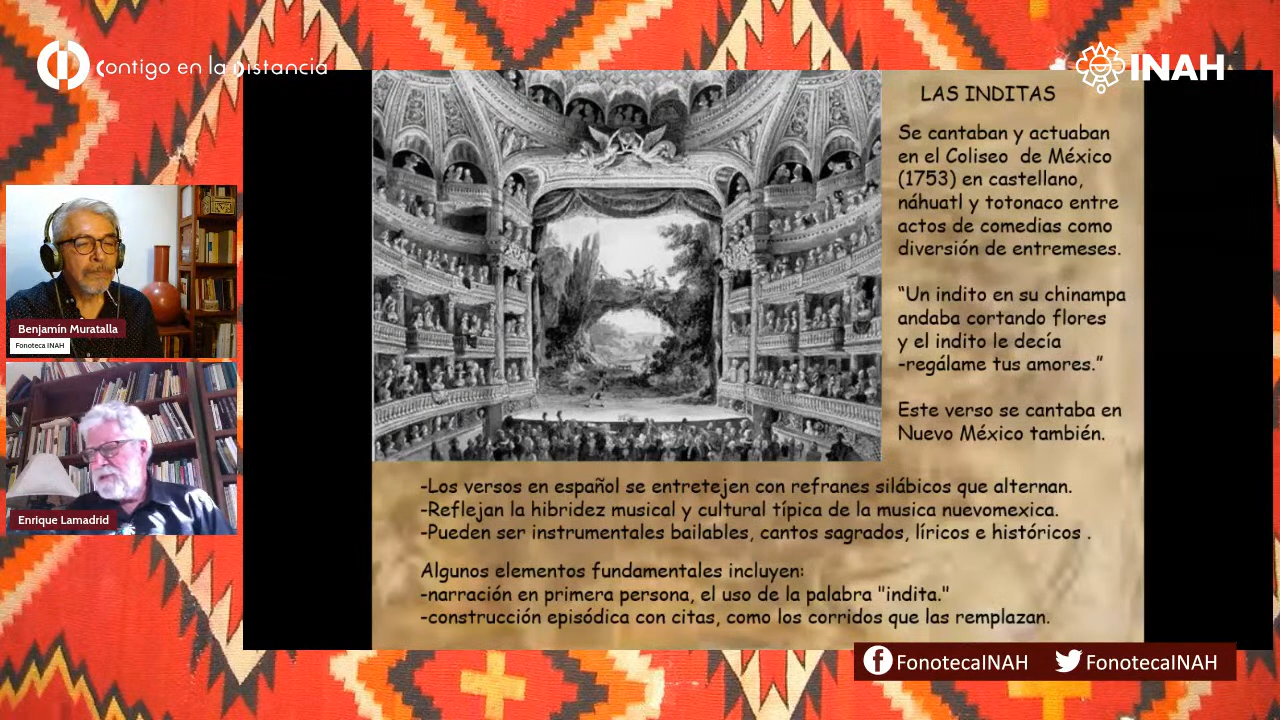 Contigo en la Distancia
INAH
LAS INDITAS
Se cantaban y actuaban
en el Coliseo de México
(1753) en castellano,
náhuatl y totonaco entre
actos de comedias como
diversión de entremeses.
“Un indito en su chinampa
andaba cortando flores
y el indito le decía
-regálame tus amores.”
Este verso se cantaba en
Nuevo México también.
-Los versos en español se entretejen con refranes silábicos que alternan.
-Reflejan la hibridez musical y cultural típica de la musica nuevomexica.
-Pueden ser instrumentales bailables, cantos sagrados, líricos e históricos .
Algunos elementos fundamentales incluyen:
-narración en primera persona, el uso de la palabra "indita."
-construcción episódica con citas, como los corridos que las remplazan.
Benjamín Muratalla
Fonoteca INAH
Enrique Lamadrid
FonotecaINAH
FonotecaINAH